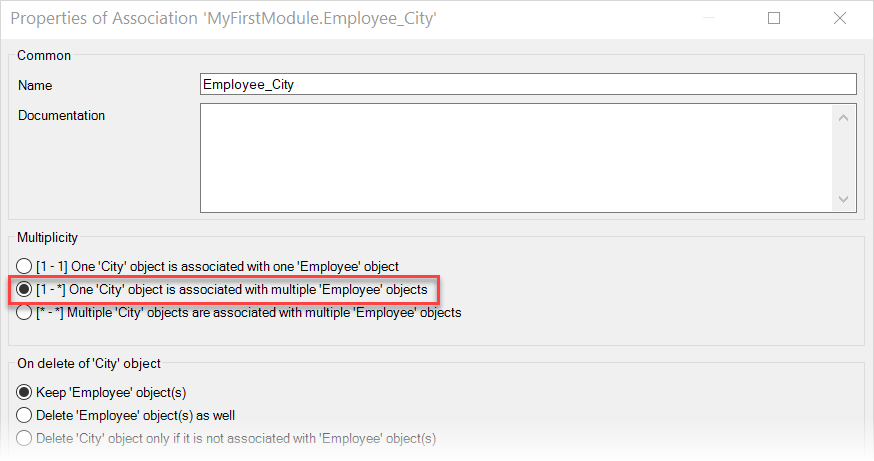 Properties of Association 'MyFirstModule.Employee_City'
Common
Name
Employee_City
Documentation
Multiplicity
[1 - 1] One 'City' object is associated with one 'Employee' object
[1 - *] One 'City' object is associated with multiple 'Employee' objects
[* - *] Multiple 'City' objects are associated with multiple 'Employee' objects
On delete of 'City' object
Keep 'Employee' object(s)
Delete 'Employee' object(s) as well
Delete 'City' object only if it is not associated with 'Employee' object(s)